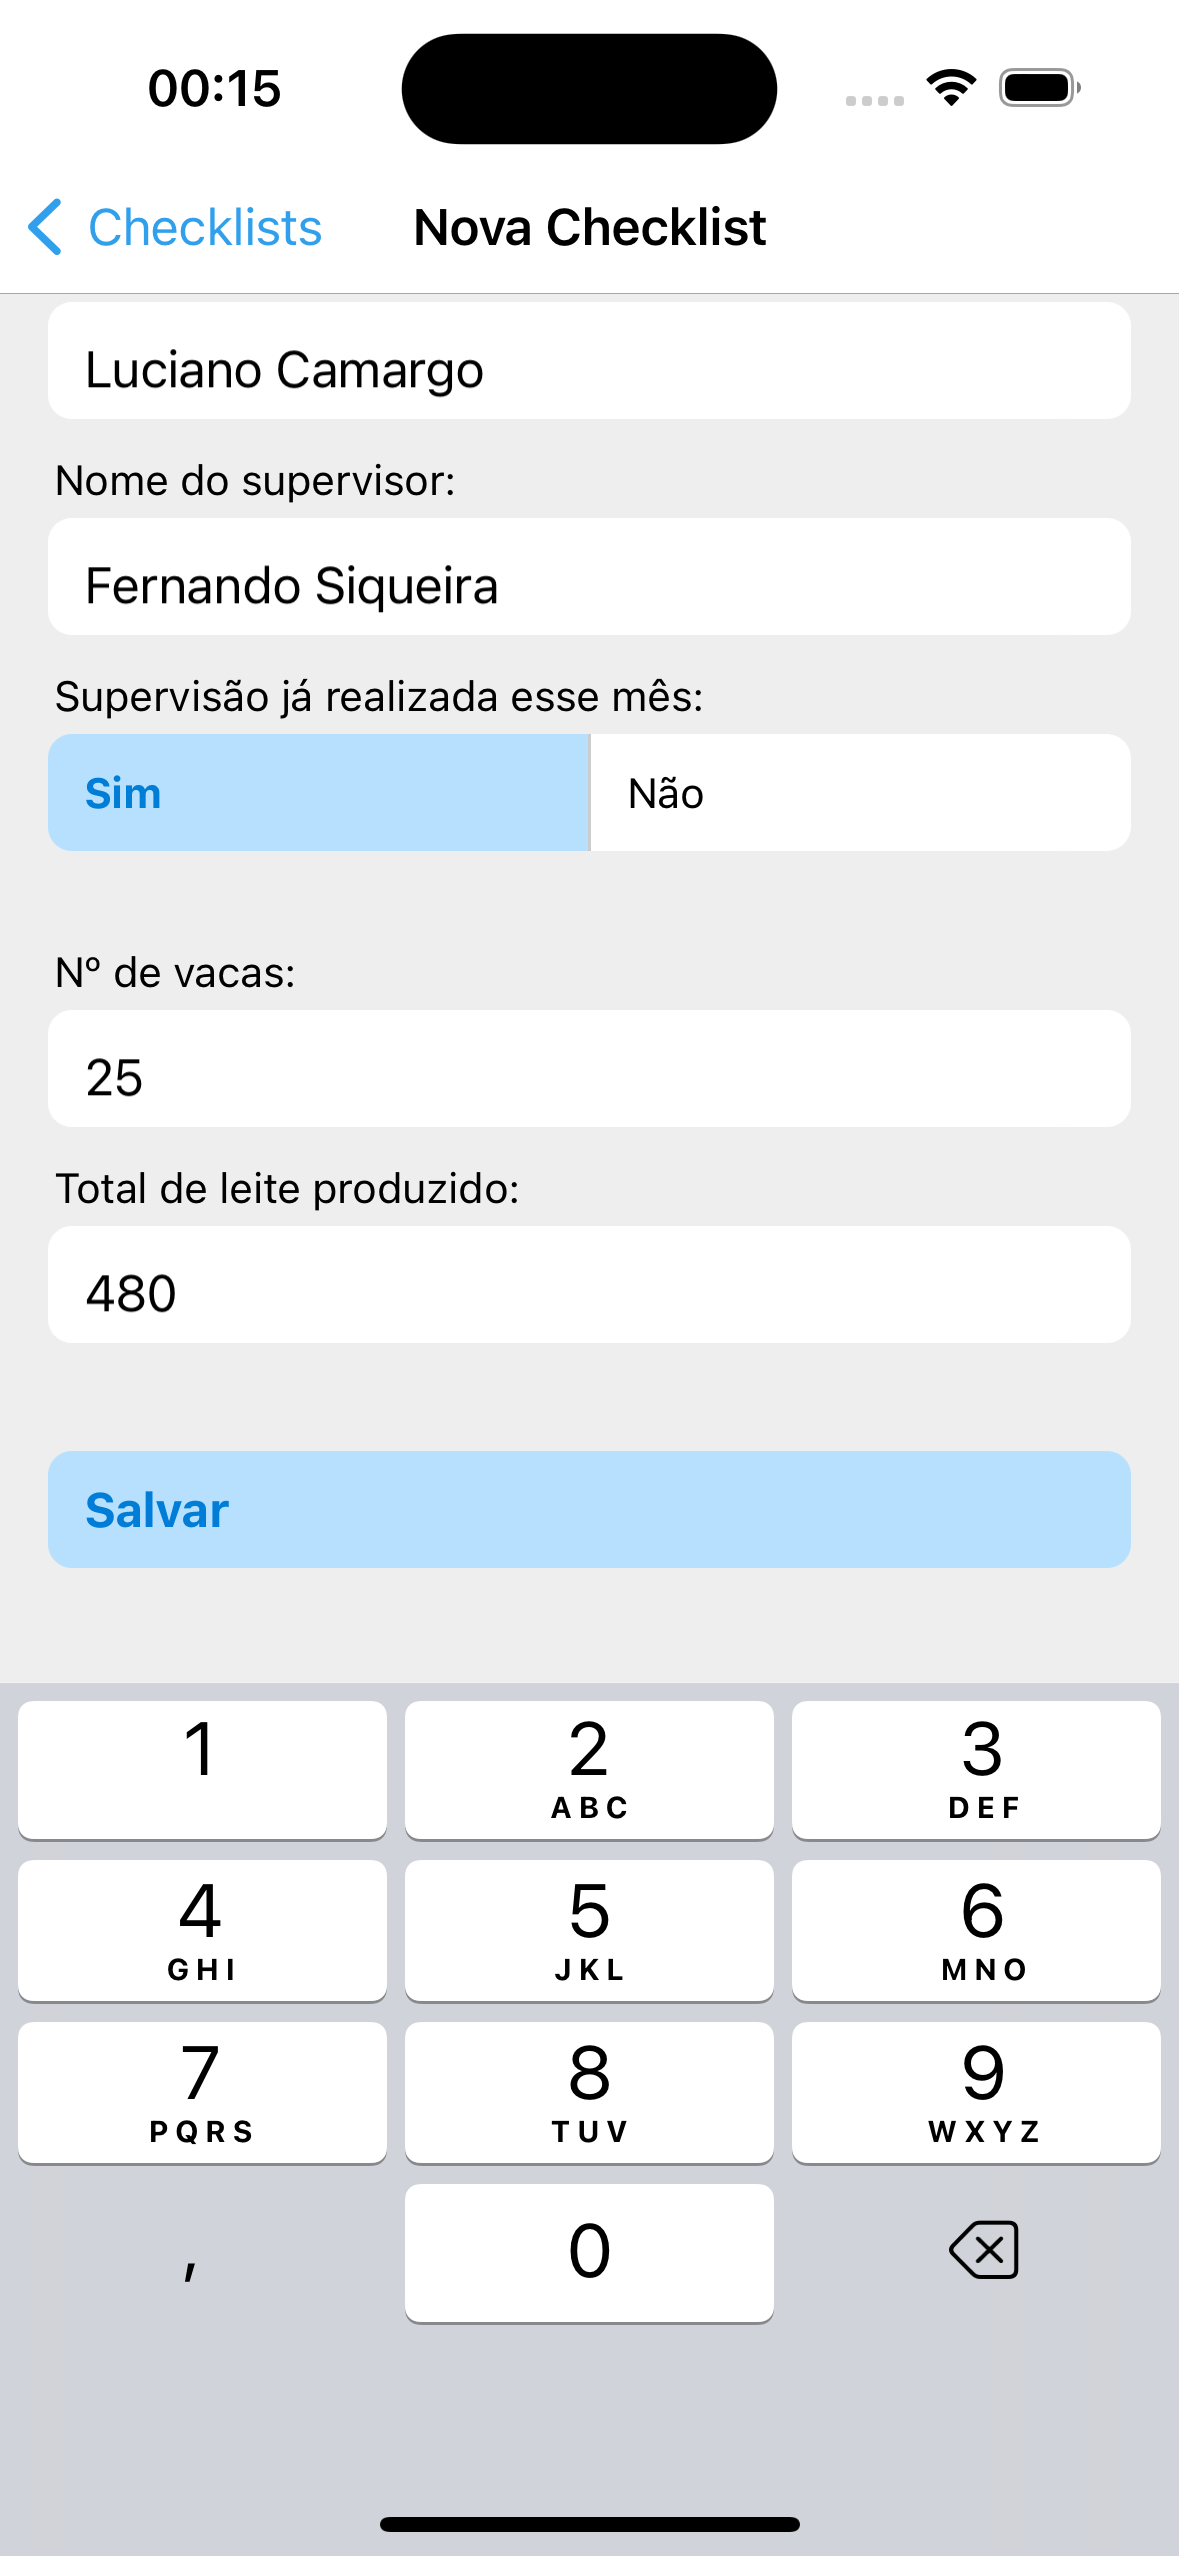 00:15
Checklists Nova Checklist
Luciano Camargo
Nome do supervisor:
Fernando Siqueira
Supervisão já realizada esse mês:
Sim Não
Nº de vacas:
25
Total de leite produzido:
480
Salvar
1 2 3
ABC DEF
4 5 6
GHI JKL MNO
7 8 9
PQRS TUV WXYZ
, 0